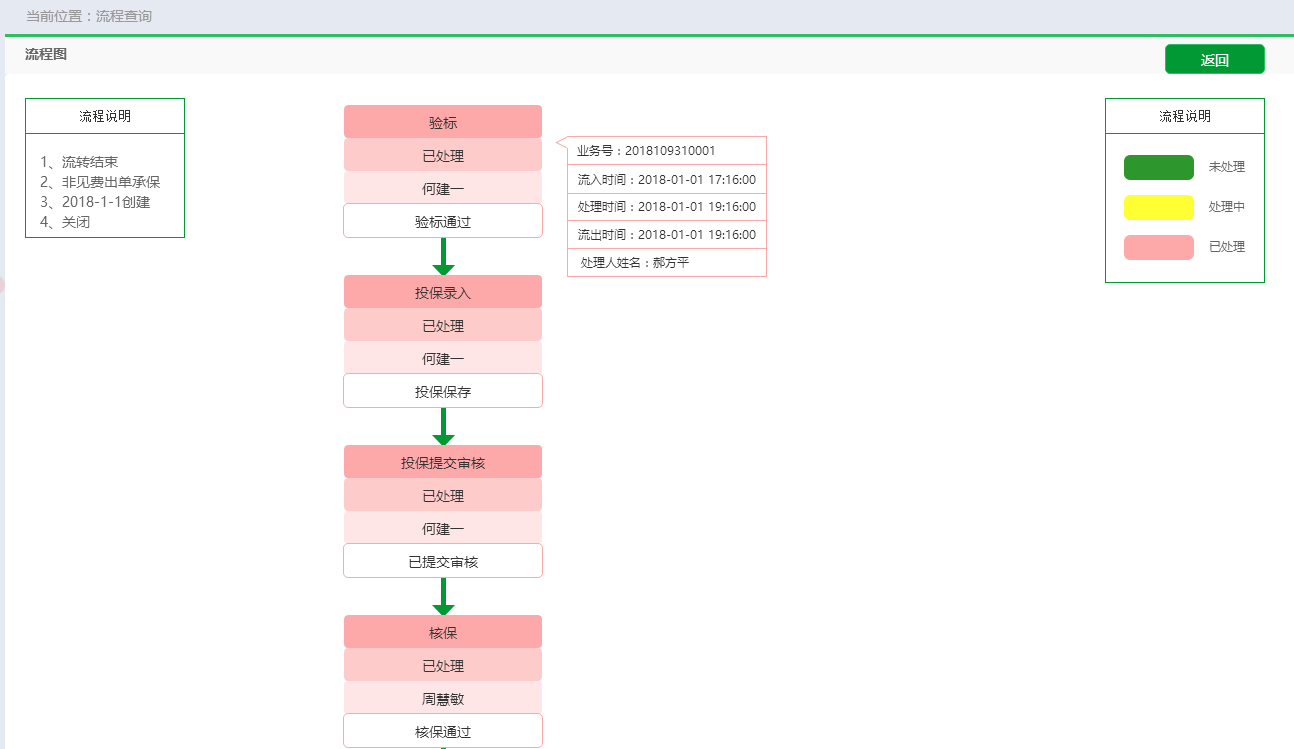 当前位置：流程查询
流程图
返回
流程说明
1、流转结束
2、非见费出单承保
3、2018-1-1创建
4、关闭
验标
已处理
何建一
验标通过
业务号：2018109310001
流入时间：2018-01-01 17:16:00
处理时间：2018-01-01 19:16:00
流出时间：2018-01-01 19:16:00
处理人姓名：郝方平
投保录入
已处理
何建一
投保保存
投保提交审核
已处理
何建一
已提交审核
核保
已处理
周慧敏
核保通过
流程说明
未处理
处理中
已处理